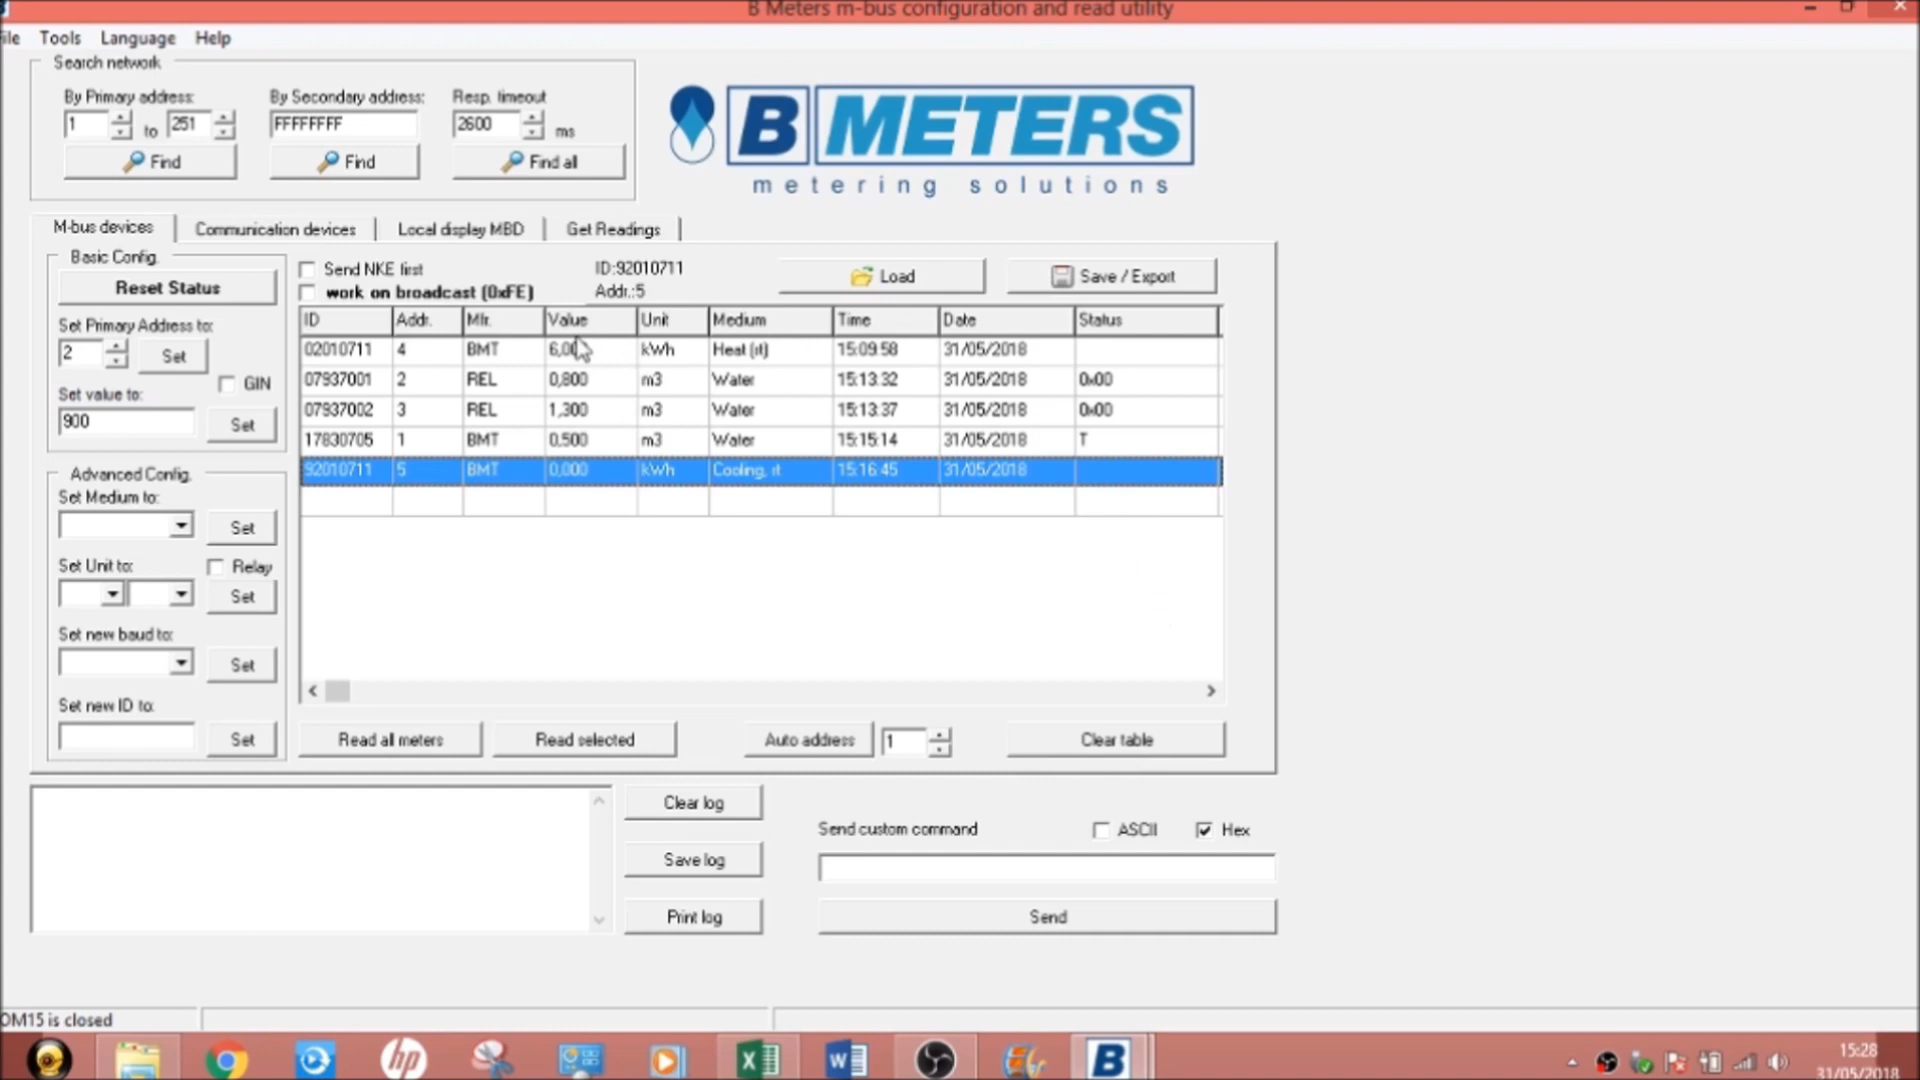 B Meters m-bus configuration and read utility
Tools Language Help
Search network
By Primary address: By Secondary address: Resp. timeout
1 to 251 FFFFFFFF 2600 ms
Find Find Find all
B METERS
metering solutions
M-bus devices Communication devices Local display MBD Get Readings
Basic Config.
Reset Status
Send NKE first
work on broadcast (0xFE)
ID:92010711
Addr.:5
Load Save / Export
Set Primary Address to:
2 Set
GIN
Set value to:
900 Set
Advanced Config.
Set Medium to:
Set
Set Unit to: Relay
Set
Set new baud to:
Set
Set new ID to:
Set
ID Addr. Mfr. Value Unit Medium Time Date Status
02010711 4 BMT kWh Heat 15:09:58 31/05/2018
07937001 2 REL 0,800 m3 Water 15:13:32 31/05/2018 0x00
07937002 3 REL 1,300 m3 Water 15:13:37 31/05/2018 0x00
17830705 1 BMT 0,500 m3 Water 15:15:14 31/05/2018 T
92010711 5 BMT 0,000 kWh Cooling, 15:16:45 31/05/2018
Read all meters Read selected Auto address 1 Clear table
Clear log
Save log
Print log
Send custom command ASCII Hex
Send
OM15 is closed
hp
B
15:28
31/05/2018